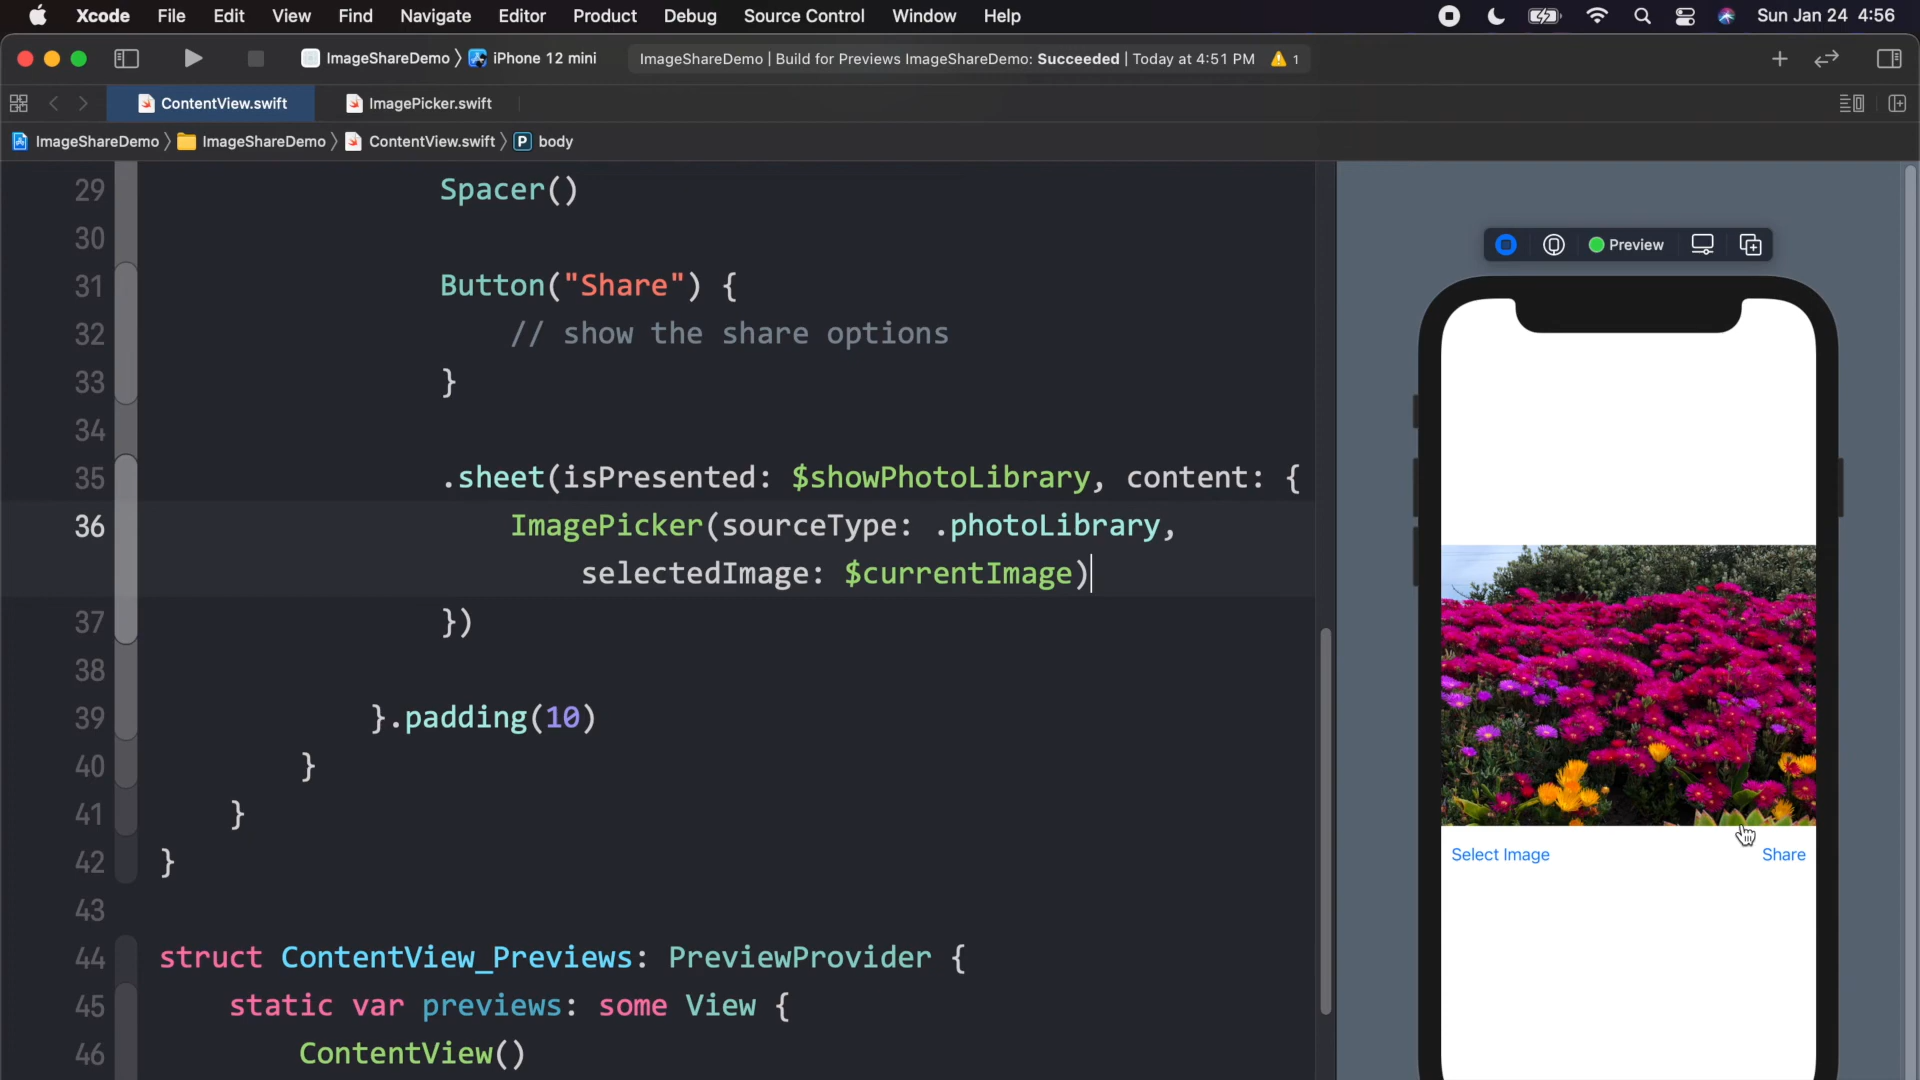 Xcode File Edit View Find Navigate Editor Product Debug Source Control Window Help Sun Jan 24 4:56
ImageShareDemo 〉 iPhone 12 mini ImageShareDemo | Build for Previews ImageShareDemo: Succeeded | Today at 4:51 PM 1
ContentView.swift ImagePicker.swift
ImageShareDemo 〉 ImageShareDemo 〉 ContentView.swift 〉 P body
29 Spacer()
30
31 Button("Share") {
32 // show the share options
33 }
34
35 .sheet(isPresented: $showPhotoLibrary, content: {
36 ImagePicker(sourceType: .photoLibrary,
selectedImage: $currentImage)
37 })
38
39 }.padding(10)
40 }
41 }
42 }
43
44 struct ContentView_Previews: PreviewProvider {
45 static var previews: some View {
46 ContentView()
Preview
Select Image Share